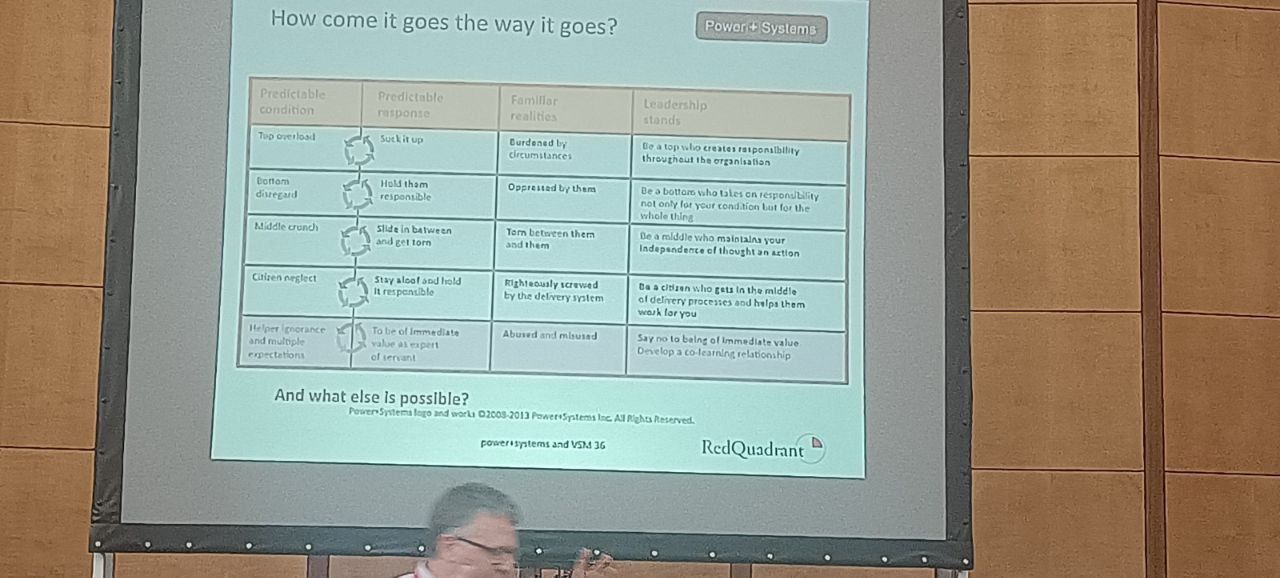 How come it goes the way it goes?
Power + Systems
Predictable
condition
Predictable
response
Familiar
realities
Leadership
stands
Top overload
Suck it up
Burdened by
circumstances
Be a top who creates responsibility
throughout the organisation
Bottom
disregard
Hold them
responsible
Oppressed by them
Be a bottom who takes on responsibility
not only for your condition but for the
whole thing
Middle crunch
Slide in between
and get torn
Torn between them
and them
Be a middle who maintains your
independence of thought an action
Citizen neglect
Stay aloof and hold
it responsible
Righteously screwed
by the delivery system
Be a citizen who gets in the middle
of delivery processes and helps them
work for you
Helper ignorance
and multiple
expectations
To be of immediate
value as expert
of servant
Abused and misused
Say no to being of immediate value
Develop a co-learning relationship
And what else is possible?
Power+Systems logo and works ©2008-2013 Power+Systems Inc. All Rights Reserved.
power+systems and VSM 36
RedQuadrant